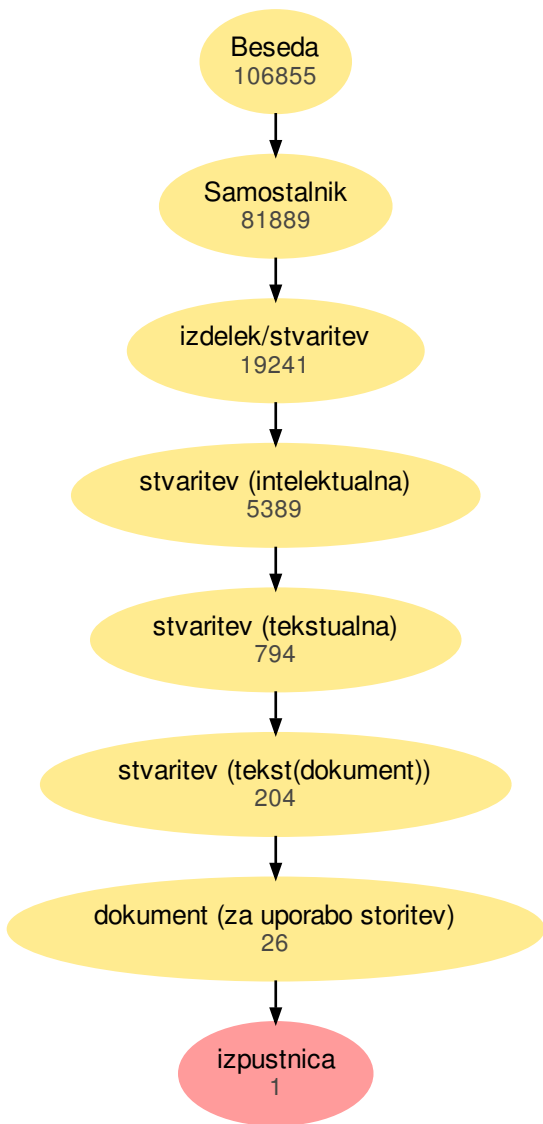 Beseda
106855
Samostalnik
81889
izdelek/stvaritev
19241
stvaritev (intelektualna)
5389
stvaritev (tekstualna)
794
stvaritev (tekst(dokument))
204
dokument (za uporabo storitev)
26
izpustnica
1